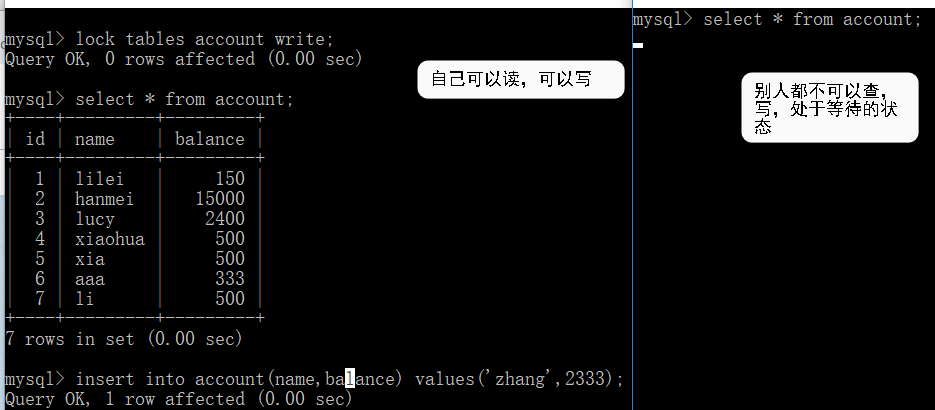 mysql> lock tables account write;
Query OK, 0 rows affected (0.00 sec)
mysql> select * from account;
+----+---------+---------+
| id | name    | balance |
+----+---------+---------+
|  1 | lilei   |     150 |
|  2 | hanmei  |   15000 |
|  3 | lucy    |    2400 |
|  4 | xiaohua |     500 |
|  5 | xia     |     500 |
|  6 | aaa     |     333 |
|  7 | li      |     500 |
+----+---------+---------+
7 rows in set (0.00 sec)
mysql> insert into account(name,balance) values('zhang',2333);
Query OK, 1 row affected (0.00 sec)
自己可以读，可以写
mysql> select * from account;
别人都不可以查，
写，处于等待的状
态